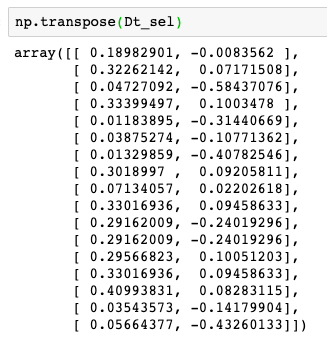 np.transpose(Dt_sel)
array([[ 0.18982901, -0.0083562 ],
[ 0.32262142, 0.07171508],
[ 0.04727092, -0.58437076],
[ 0.33399497, 0.1003478 ],
[ 0.01183895, -0.31440669],
[ 0.03875274, -0.10771362],
[ 0.01329859, -0.40782546],
[ 0.3018997 , 0.09205811],
[ 0.07134057, 0.02202618],
[ 0.33016936, 0.09458633],
[ 0.29162009, -0.24019296],
[ 0.29162009, -0.24019296],
[ 0.29566823, 0.10051203],
[ 0.33016936, 0.09458633],
[ 0.40993831, 0.08283115],
[ 0.03543573, -0.14179904],
[ 0.05664377, -0.43260133]])